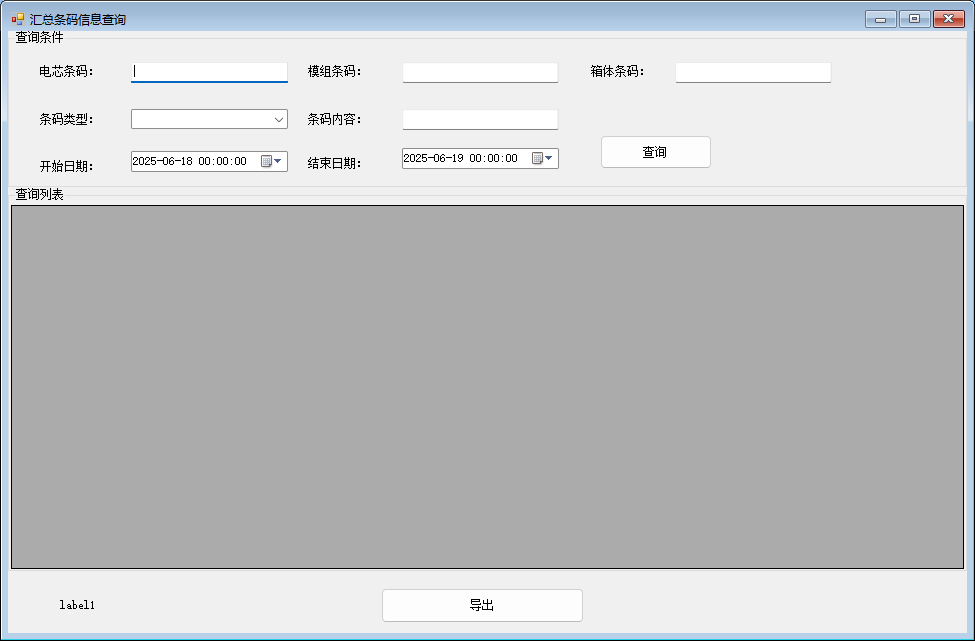 汇总条码信息查询
查询条件
电芯条码： 模组条码： 箱体条码：
条码类型： 条码内容：
开始日期： 2025-06-18 00:00:00 结束日期： 2025-06-19 00:00:00 查询
查询列表
label1 导出